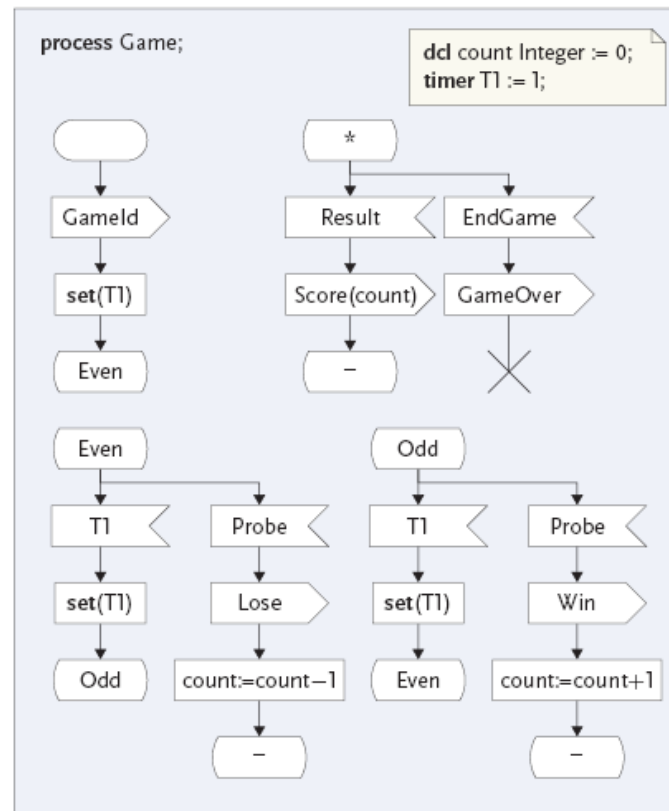 process Game;
dcl count Integer := 0;
timer T1 := 1;
*
GameId
Result
EndGame
set(T1)
Score(count)
GameOver
Even
–
Even
Odd
T1
Probe
T1
Probe
set(T1)
Lose
set(T1)
Win
Odd
count:=count–1
Even
count:=count+1
–
–